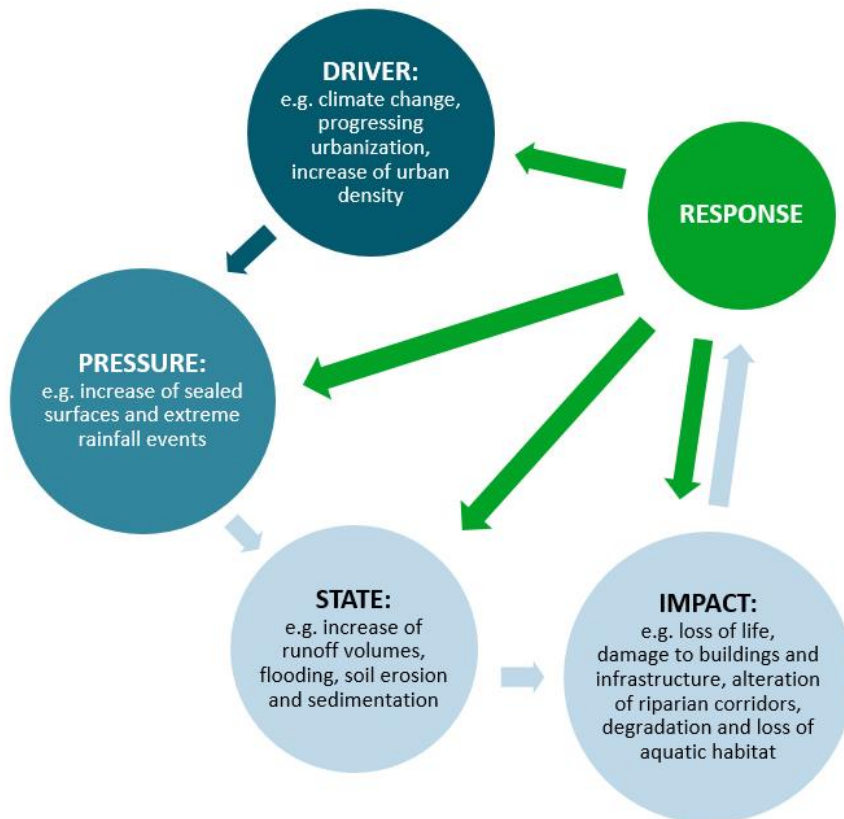 DRIVER:
e.g. climate change,
progressing
urbanization,
increase of urban
density
RESPONSE
PRESSURE:
e.g. increase of sealed
surfaces and extreme
rainfall events
STATE:
e.g. increase of
runoff volumes,
flooding, soil erosion
and sedimentation
IMPACT:
e.g. loss of life,
damage to buildings and
infrastructure, alteration
of riparian corridors,
degradation and loss of
aquatic habitat